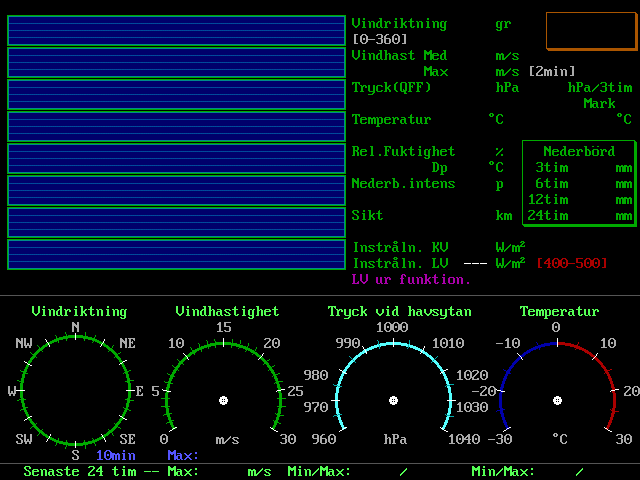 Vindriktning gr
[0-360]
Vindhast Med m/s
Max m/s [2min]
Tryck(QFF) hPa hPa/3tim
Mark
Temperatur °C °C
Rel.Fuktighet % Nederbörd
Dp °C 3tim mm
Nederb.intens p 6tim mm
12tim mm
Sikt km 24tim mm
Instråln. KV W/m²
Instråln. LV --- W/m² [400-500]
LV ur funktion.
Vindriktning Vindhastighet Tryck vid havsytan Temperatur
N 15 1000 0
NW NE 10 20 990 1010 -10 10
W E 5 25 980 1020 -20 20
970 1030
SW SE 0 m/s 30 960 hPa 1040 -30 °C 30
S 10min Max:
Senaste 24 tim -- Max: m/s Min/Max: / Min/Max: /